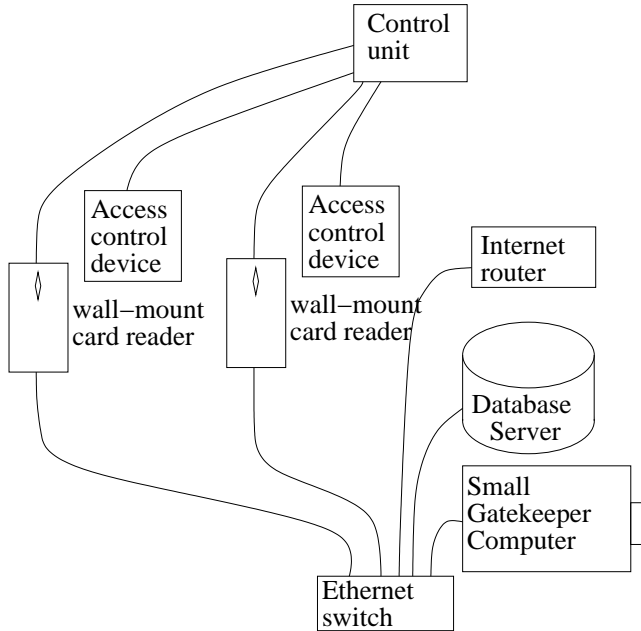 Control
unit
Access
control
device
Access
control
device
Internet
router
wall−mount
card reader
wall−mount
card reader
Database
Server
Small
Gatekeeper
Computer
Ethernet
switch